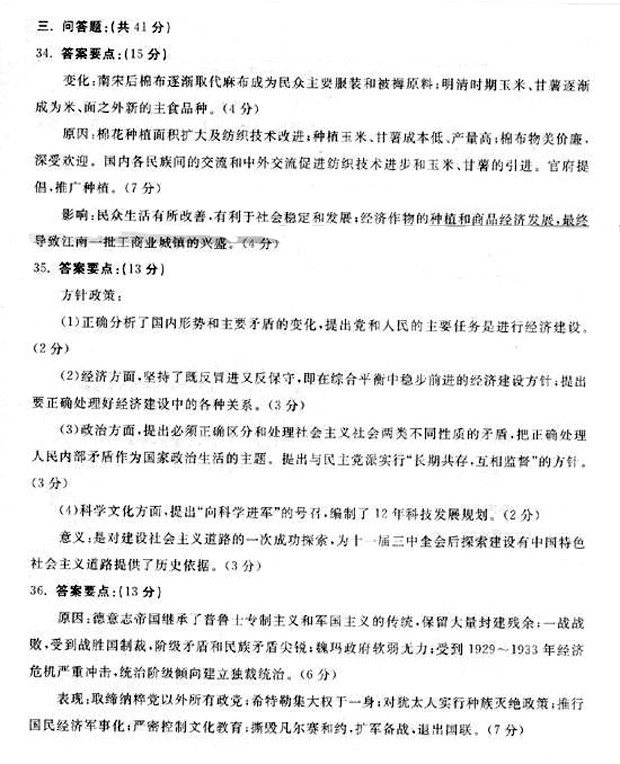 三. 问答题:(共 41 分)
34. 答案要点:(15 分)
变化:南宋后棉布逐渐取代麻布成为民众主要服装和被褥原料;明清时期玉米、甘薯逐渐
成为米、面之外新的主食品种。(4 分)
原因:棉花种植面积扩大及纺织技术改进;种植玉米、甘薯成本低、产量高;棉布物美价廉,
深受欢迎。国内各民族间的交流和中外交流促进纺织技术进步和玉米、甘薯的引进。官府提
倡,推广种植。(7 分)
影响:民众生活有所改善,有利于社会稳定和发展;经济作物的种植和商品经济发展,最终
导致江南一批工商业城镇的兴盛。(4 分)
35. 答案要点:(13 分)
方针政策:
(1)正确分析了国内形势和主要矛盾的变化,提出党和人民的主要任务是进行经济建设。
(2 分)
(2)经济方面,坚持了既反冒进又反保守,即在综合平衡中稳步前进的经济建设方针;提出
要正确处理好经济建设中的各种关系。(3 分)
(3)政治方面,提出必须正确区分和处理社会主义社会两类不同性质的矛盾,把正确处理
人民内部矛盾作为国家政治生活的主题。提出与民主党派实行“长期共存,互相监督”的方针。
(3 分)
(4)科学文化方面,提出“向科学进军”的号召,编制了 12 年科技发展规划。(2 分)
意义:是对建设社会主义道路的一次成功探索,为十一届三中全会后探索建设有中国特色
社会主义道路提供了历史依据。(3 分)
36. 答案要点:(13 分)
原因:德意志帝国继承了普鲁士专制主义和军国主义的传统,保留大量封建残余;一战战
败,受到战胜国制裁,阶级矛盾和民族矛盾尖锐;魏玛政府软弱无力;受到 1929～1933 年经济
危机严重冲击,统治阶级倾向建立独裁统治。(6 分)
表现:取缔纳粹党以外所有政党;希特勒集大权于一身;对犹太人实行种族灭绝政策;推行
国民经济军事化;严密控制文化教育;撕毁凡尔赛和约,扩军备战,退出国联。(7 分)